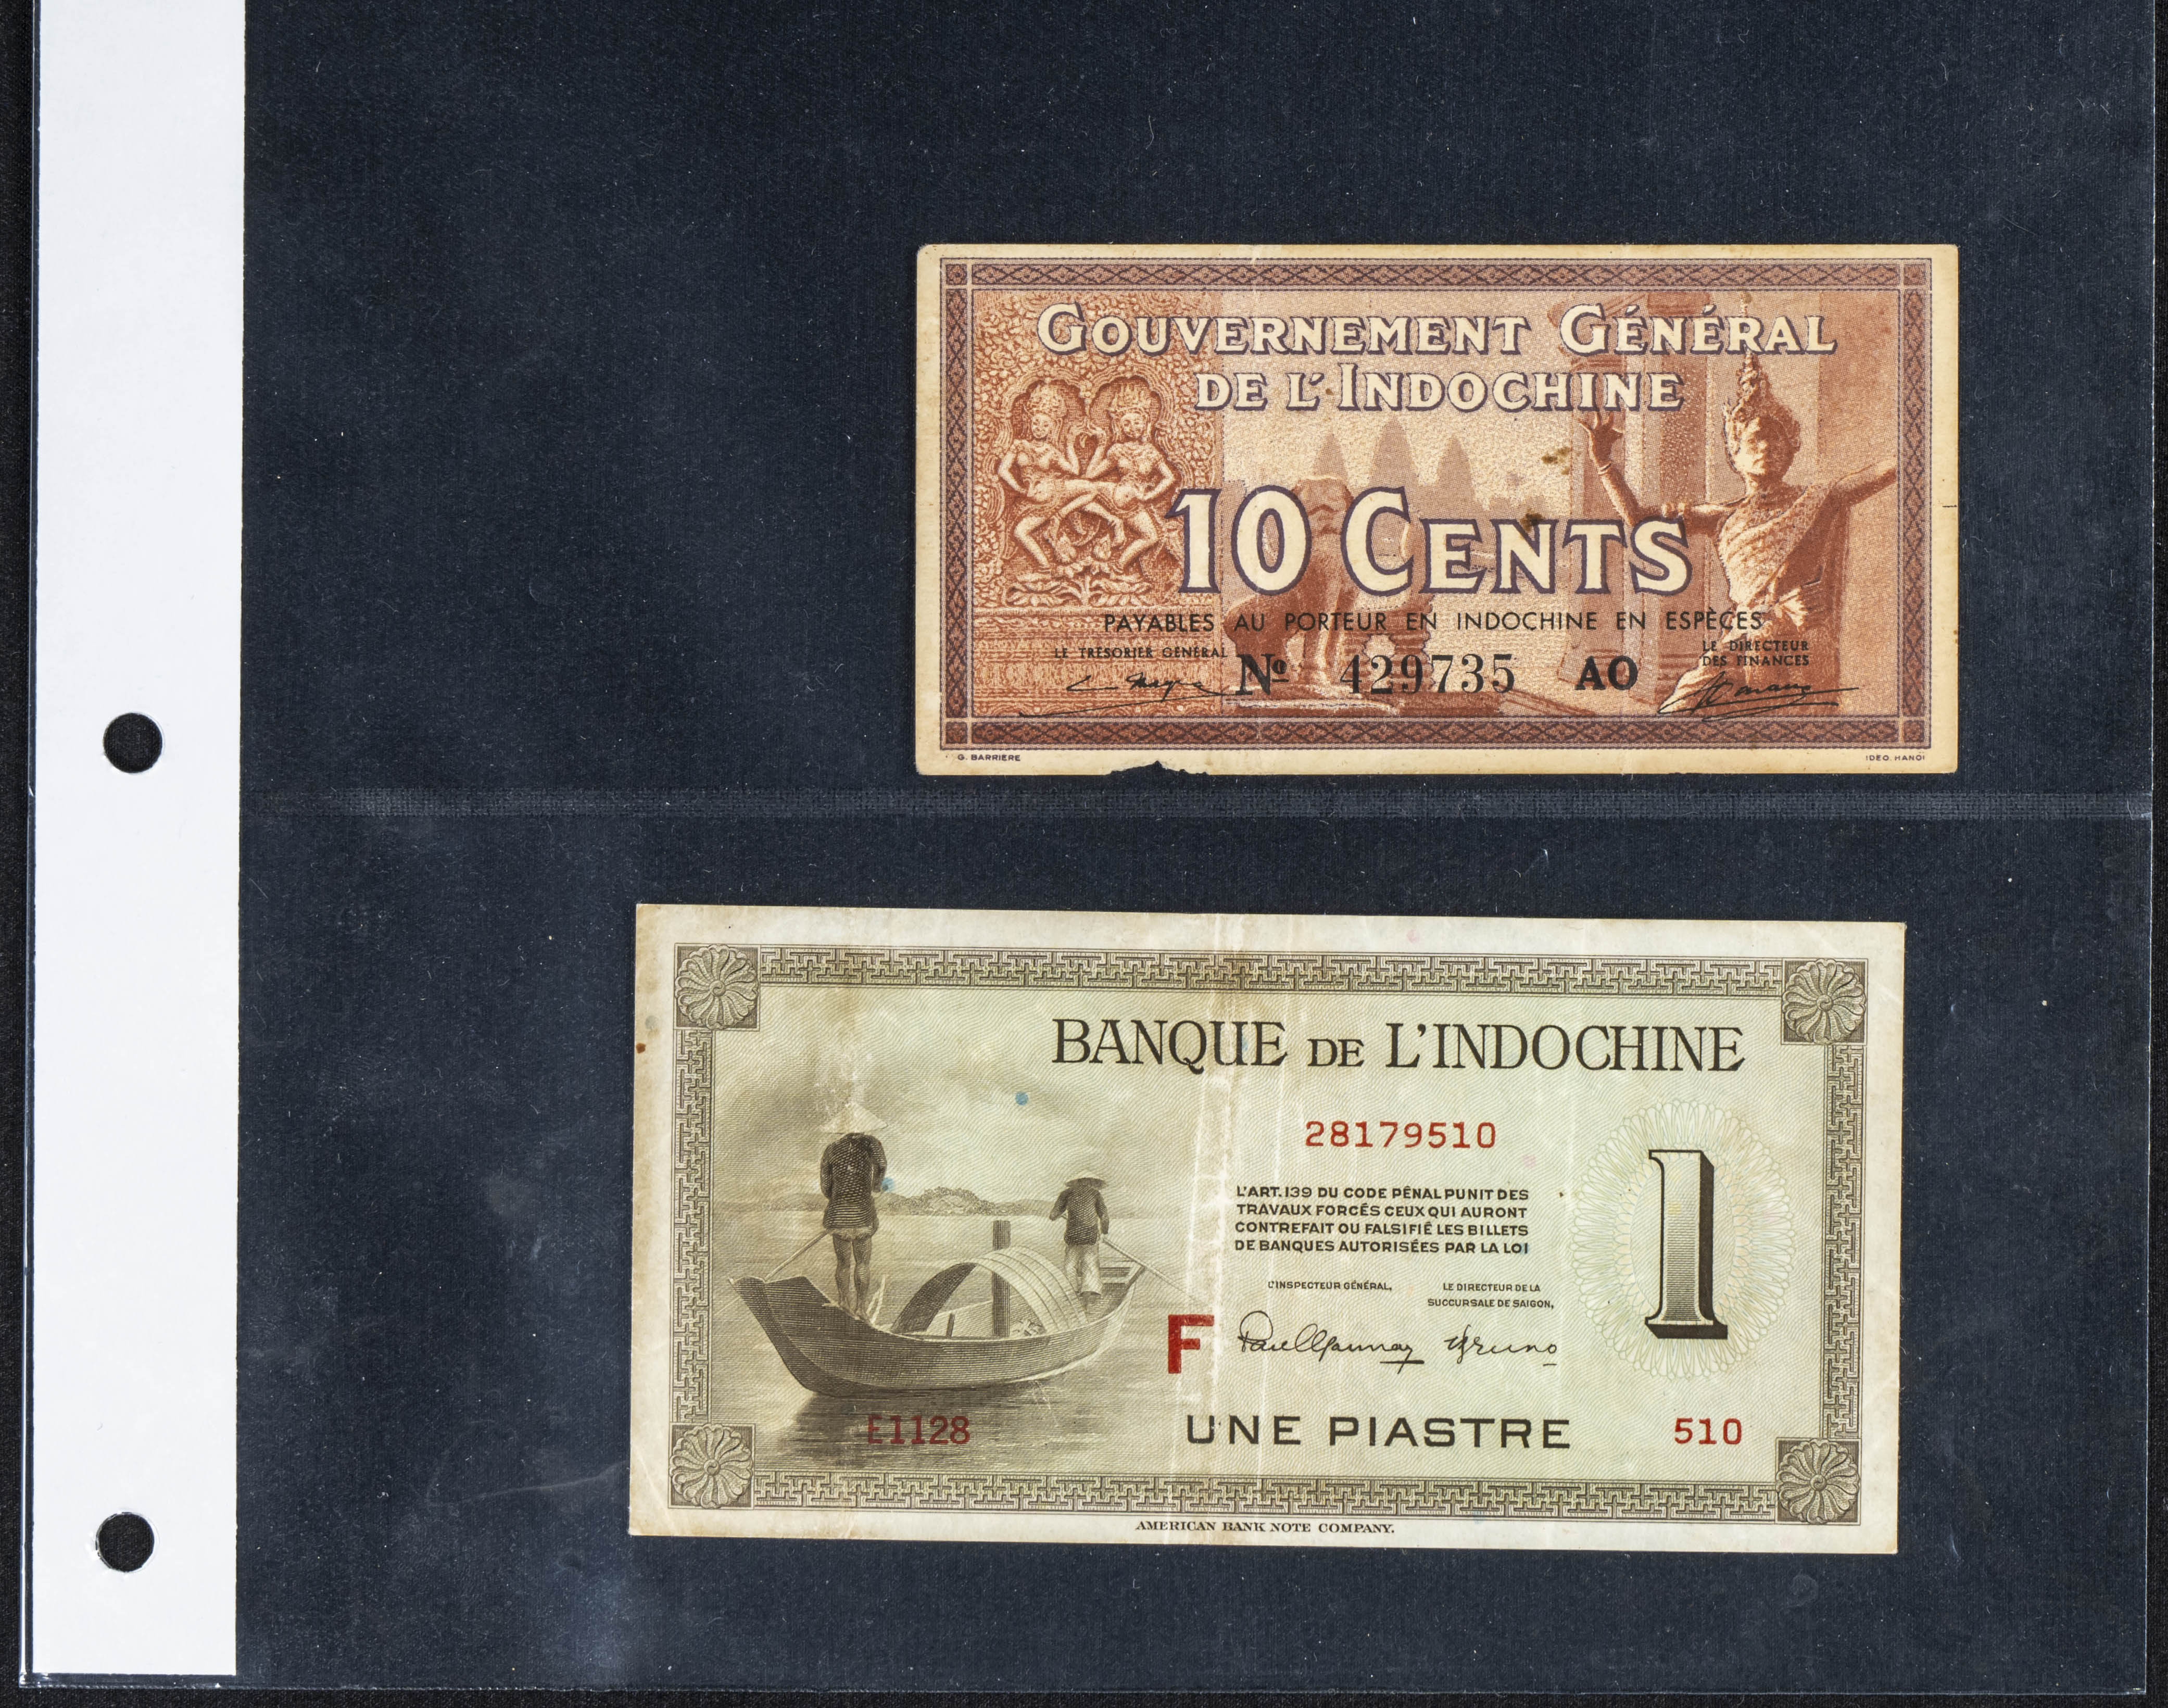 GOUVERNEMENT GÉNÉRAL
DE L'INDOCHINE
10 CENTS
PAYABLES AU PORTEUR EN INDOCHINE EN ESPÈCES
LE TRÉSORIER GÉNÉRAL
LE DIRECTEUR
DES FINANCES
Nº 429735 AO
G. BARRIÈRE
IDEO. HANOI
BANQUE DE L'INDOCHINE
28179510
1
L'ART.139 DU CODE PÉNAL PUNIT DES
TRAVAUX FORCÉS CEUX QUI AURONT
CONTREFAIT OU FALSIFIÉ LES BILLETS
DE BANQUES AUTORISÉES PAR LA LOI
L'INSPECTEUR GÉNÉRAL,
LE DIRECTEUR DE LA
SUCCURSALE DE SAIGON,
F
E1128
UNE PIASTRE
510
AMERICAN BANK NOTE COMPANY.